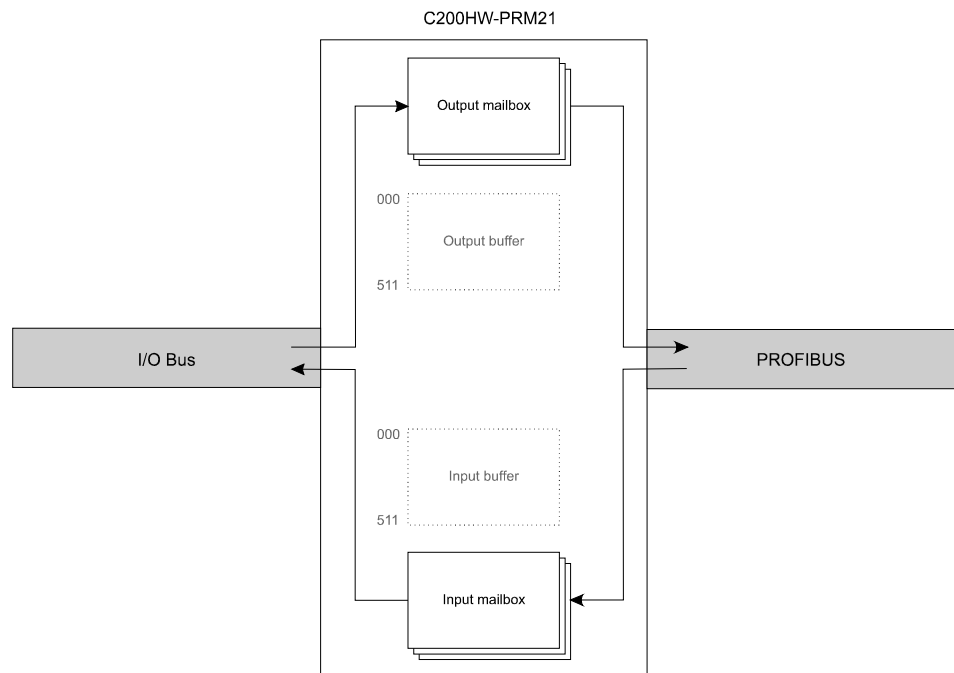 C200HW-PRM21
Output mailbox
000
Output buffer
511
I/O Bus
PROFIBUS
000
Input buffer
511
Input mailbox